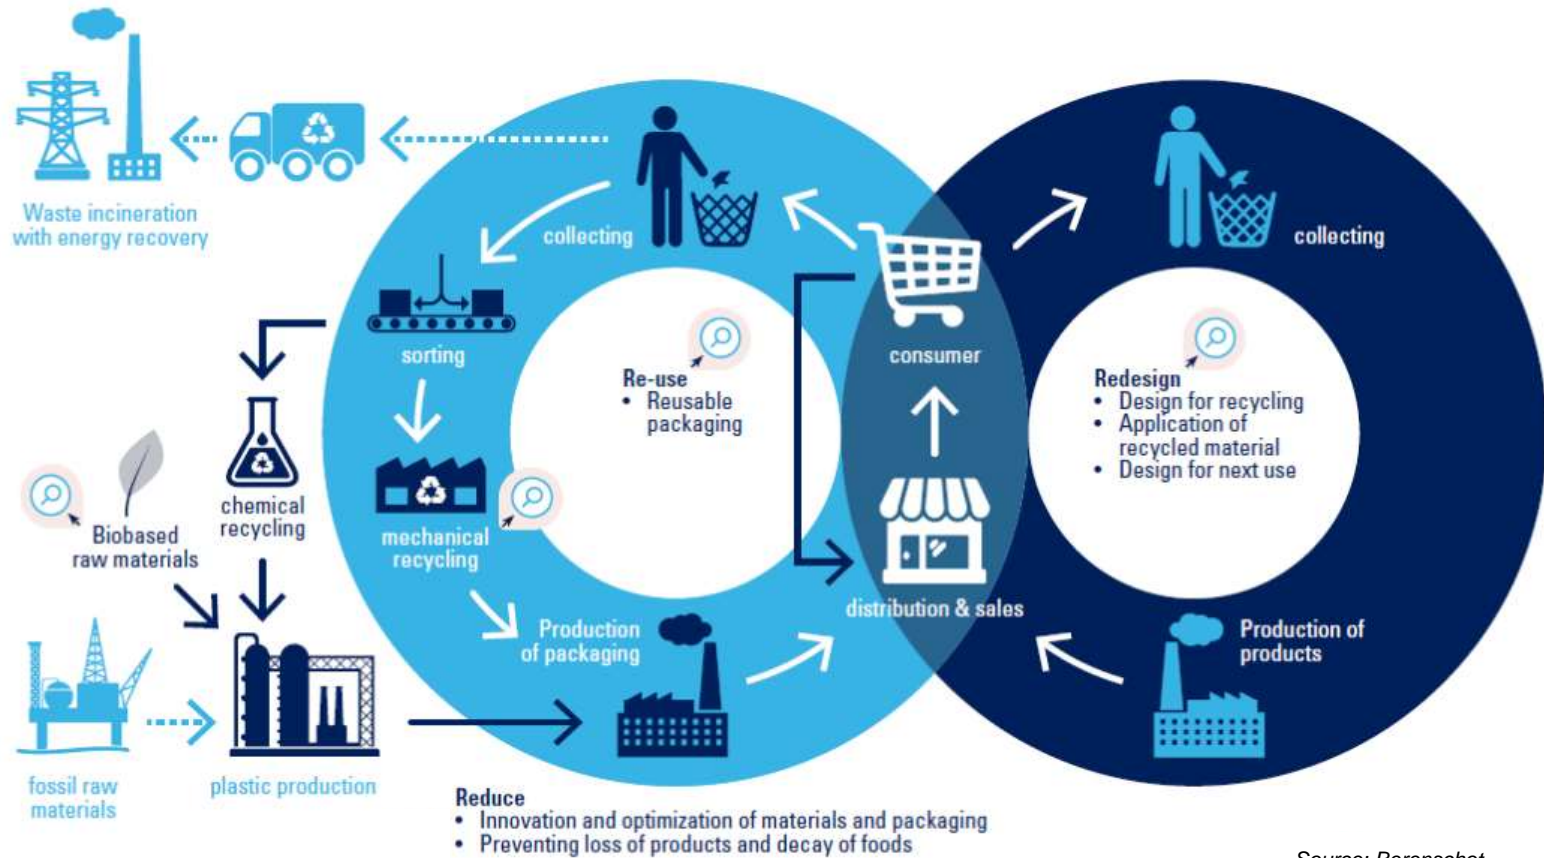 Waste incineration
with energy recovery
collecting
collecting
sorting
consumer
Re-use
• Reusable
packaging
Redesign
• Design for recycling
• Application of
recycled material
• Design for next use
chemical
recycling
Biobased
raw materials
mechanical
recycling
distribution & sales
Production
of packaging
Production of
products
fossil raw
materials
plastic production
Reduce
• Innovation and optimization of materials and packaging
• Preventing loss of products and decay of foods
Source: Berenschot